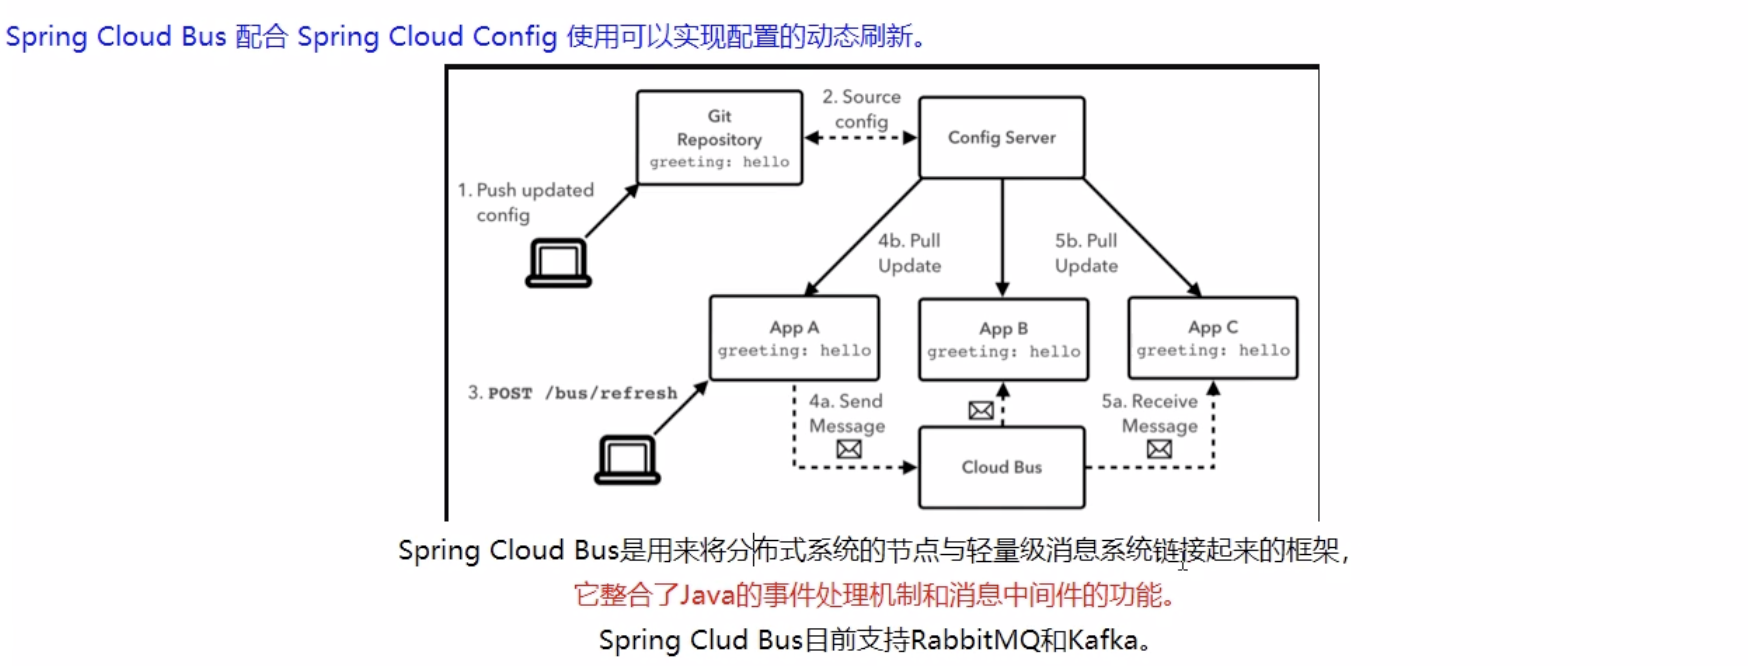 Spring Cloud Bus 配合 Spring Cloud Config 使用可以实现配置的动态刷新。
Git
Repository
greeting: hello
2. Source
config
Config Server
1. Push updated
config
4b. Pull
Update
5b. Pull
Update
App A
greeting: hello
App B
greeting: hello
App C
greeting: hello
3. POST /bus/refresh
4a. Send
Message
5a. Receive
Message
Cloud Bus
Spring Cloud Bus是用来将分布式系统的节点与轻量级消息系统链接起来的框架，
它整合了Java的事件处理机制和消息中间件的功能。
Spring Clud Bus目前支持RabbitMQ和Kafka。